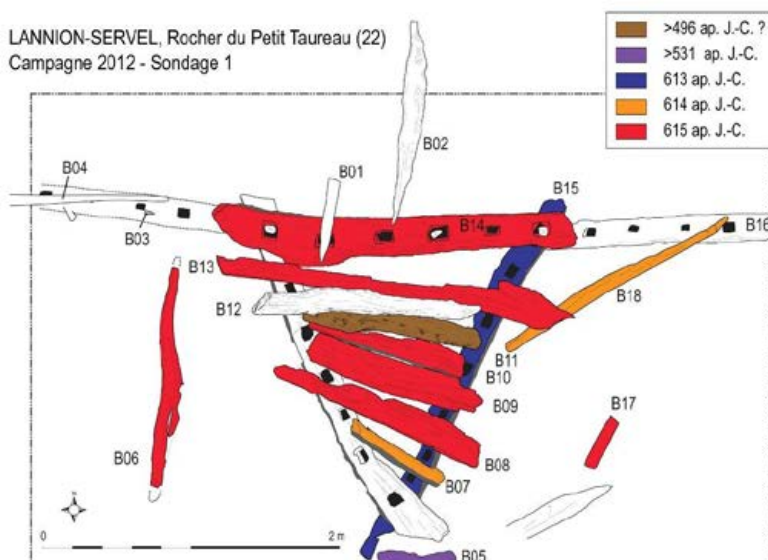 LANNION-SERVEL, Rocher du Petit Taureau (22)
Campagne 2012 - Sondage 1
>496 ap. J.-C. ?
>531 ap. J.-C.
613 ap. J.-C.
614 ap. J.-C.
615 ap. J.-C.
B02
B01
B04
B03
B15
B14
B16
B13
B12
B18
B11
B10
B09
B17
B06
B08
B07
B05
0
2 m